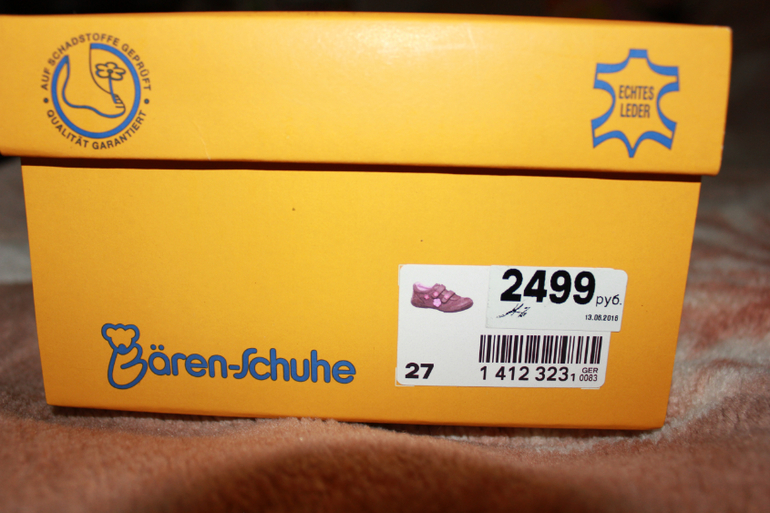 AUF SCHADSTOFFE GEPRÜFT
QUALITÄT GARANTIERT
ECHTES
LEDER
Bären-Schuhe
2499 руб.
13.06.2016
27
1 412 323 1
GER
0083